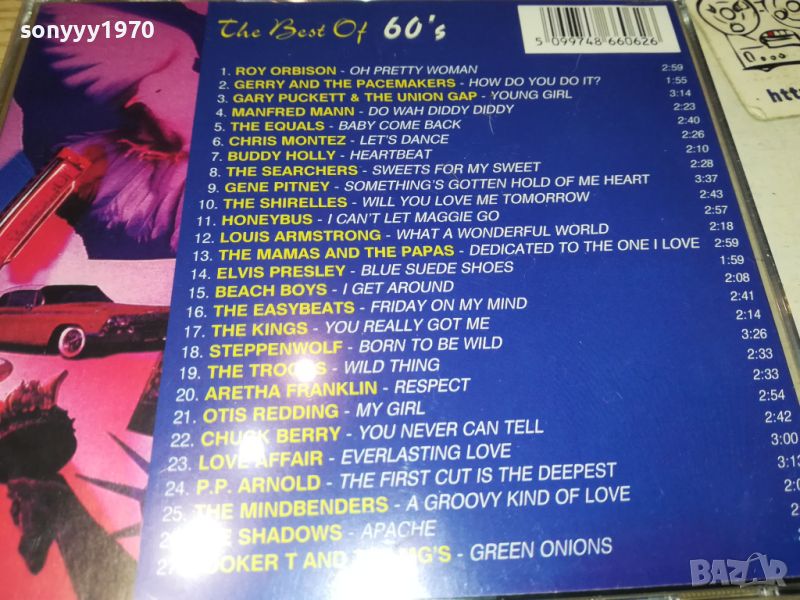 sonyyy1970
The Best Of 60's
5 099748 660626
1. ROY ORBISON - OH PRETTY WOMAN 2:59
2. GERRY AND THE PACEMAKERS - HOW DO YOU DO IT? 1:55
3. GARY PUCKETT & THE UNION GAP - YOUNG GIRL 3:14
4. MANFRED MANN - DO WAH DIDDY DIDDY 2:23
5. THE EQUALS - BABY COME BACK 2:40
6. CHRIS MONTEZ - LET'S DANCE 2:26
7. BUDDY HOLLY - HEARTBEAT 2:10
8. THE SEARCHERS - SWEETS FOR MY SWEET 2:28
9. GENE PITNEY - SOMETHING'S GOTTEN HOLD OF ME HEART 3:37
10. THE SHIRELLES - WILL YOU LOVE ME TOMORROW 2:43
11. HONEYBUS - I CAN'T LET MAGGIE GO 2:57
12. LOUIS ARMSTRONG - WHAT A WONDERFUL WORLD 2:18
13. THE MAMAS AND THE PAPAS - DEDICATED TO THE ONE I LOVE 2:59
14. ELVIS PRESLEY - BLUE SUEDE SHOES 1:59
15. BEACH BOYS - I GET AROUND 2:08
16. THE EASYBEATS - FRIDAY ON MY MIND 2:41
17. THE KINGS - YOU REALLY GOT ME 2:14
18. STEPPENWOLF - BORN TO BE WILD 3:26
19. THE TROGGS - WILD THING 2:33
20. ARETHA FRANKLIN - RESPECT 2:33
21. OTIS REDDING - MY GIRL 2:54
22. CHUCK BERRY - YOU NEVER CAN TELL 2:42
23. LOVE AFFAIR - EVERLASTING LOVE 3:00
24. P.P. ARNOLD - THE FIRST CUT IS THE DEEPEST 3:13
25. THE MINDBENDERS - A GROOVY KIND OF LOVE
SHADOWS - APACHE
BOOKER T AND MG'S - GREEN ONIONS
htt
BAZAR